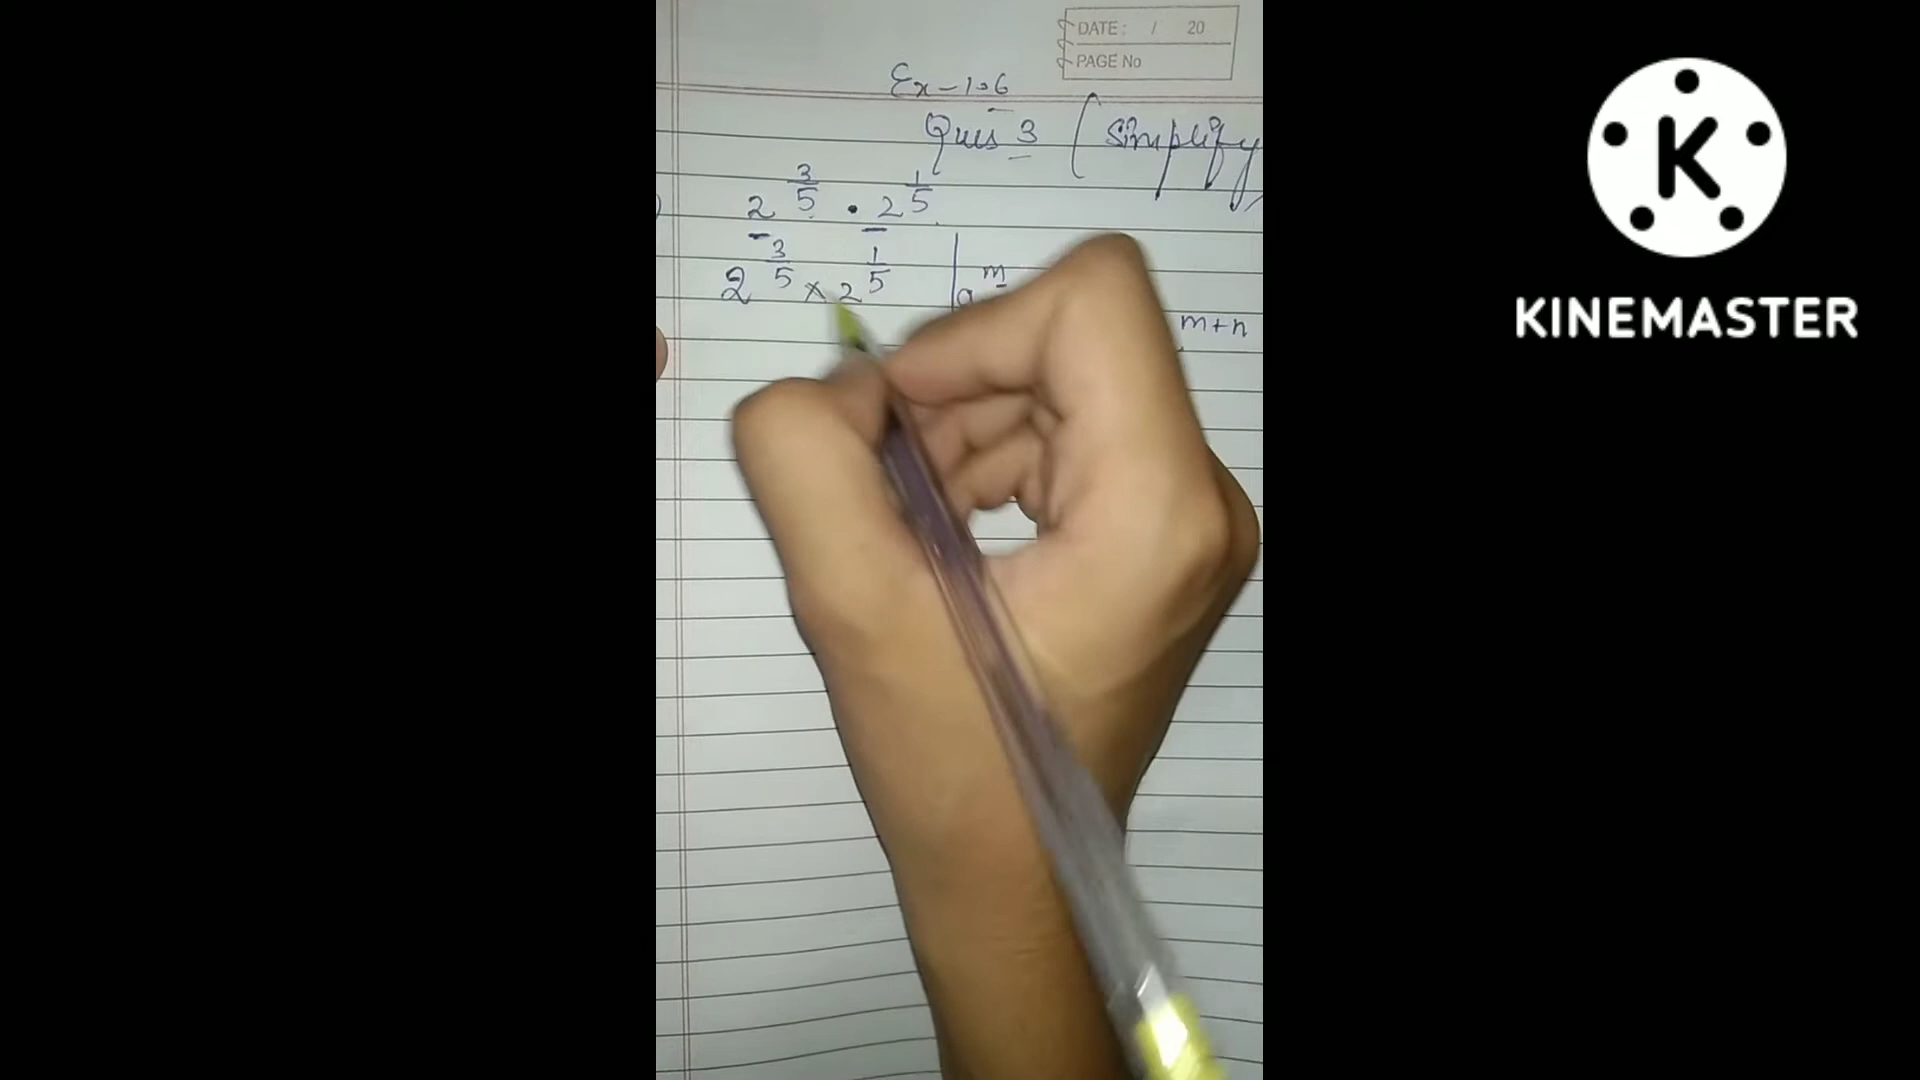 DATE: / 20
PAGE No
Ex-1.6
Ques 3 (Simplify)
2^{3/5} · 2^{1/5}
2^{3/5} × 2^{1/5}
a^m
m+n
K
KINEMASTER